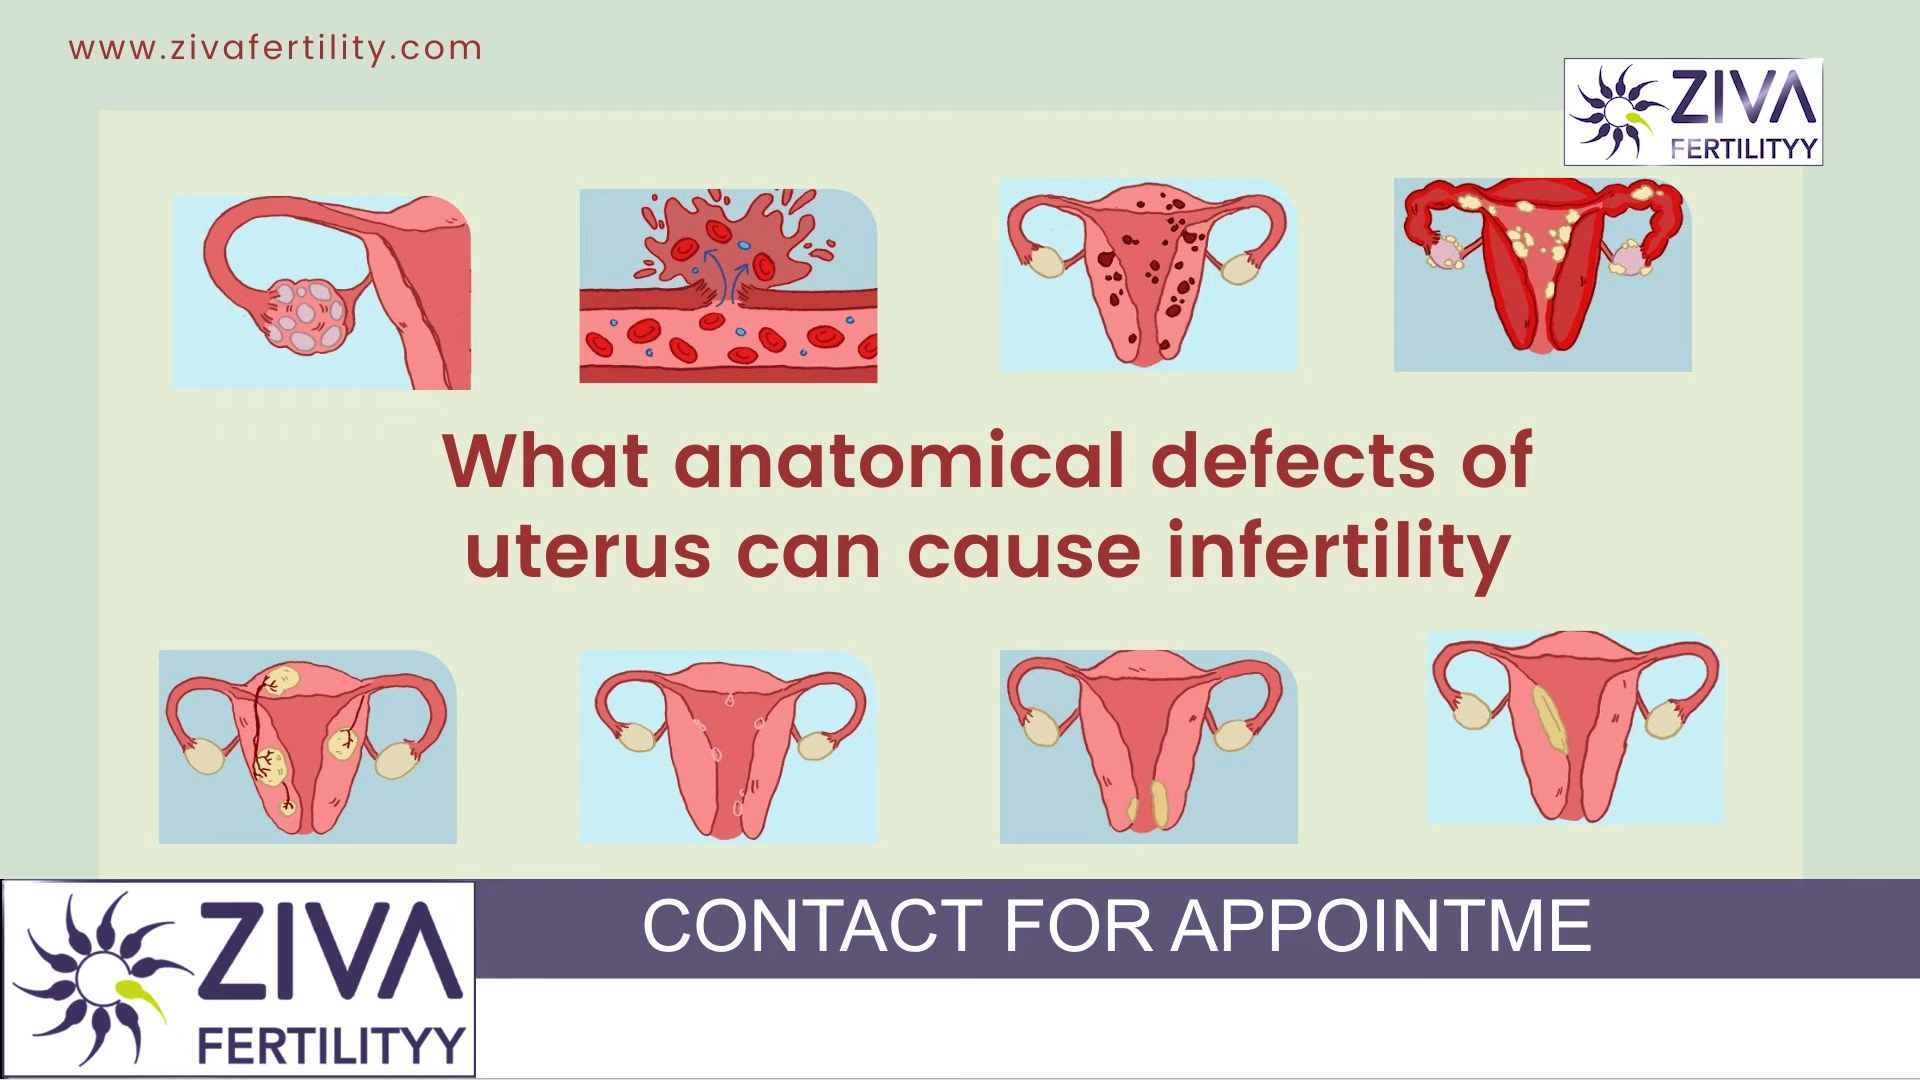 www.zivafertility.com
ZIVA
FERTILITYY
What anatomical defects of
uterus can cause infertility
CONTACT FOR APPOINTME
ZIVA
FERTILITYY